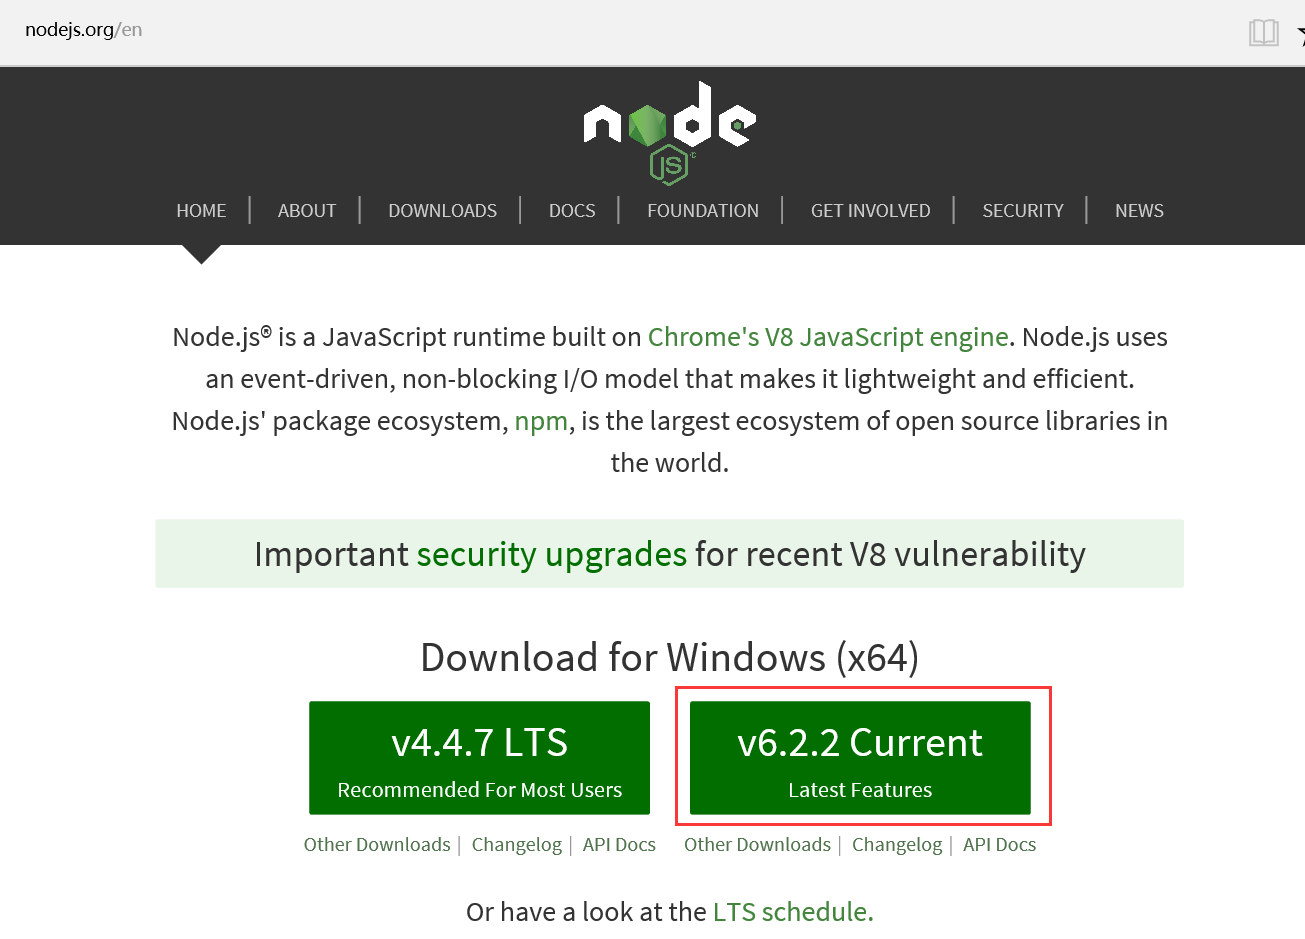 nodejs.org/en
node
JS
HOME | ABOUT | DOWNLOADS | DOCS | FOUNDATION | GET INVOLVED | SECURITY | NEWS
Node.js® is a JavaScript runtime built on Chrome's V8 JavaScript engine. Node.js uses
an event-driven, non-blocking I/O model that makes it lightweight and efficient.
Node.js' package ecosystem, npm, is the largest ecosystem of open source libraries in
the world.
Important security upgrades for recent V8 vulnerability
Download for Windows (x64)
v4.4.7 LTS
Recommended For Most Users
v6.2.2 Current
Latest Features
Other Downloads | Changelog | API Docs
Other Downloads | Changelog | API Docs
Or have a look at the LTS schedule.